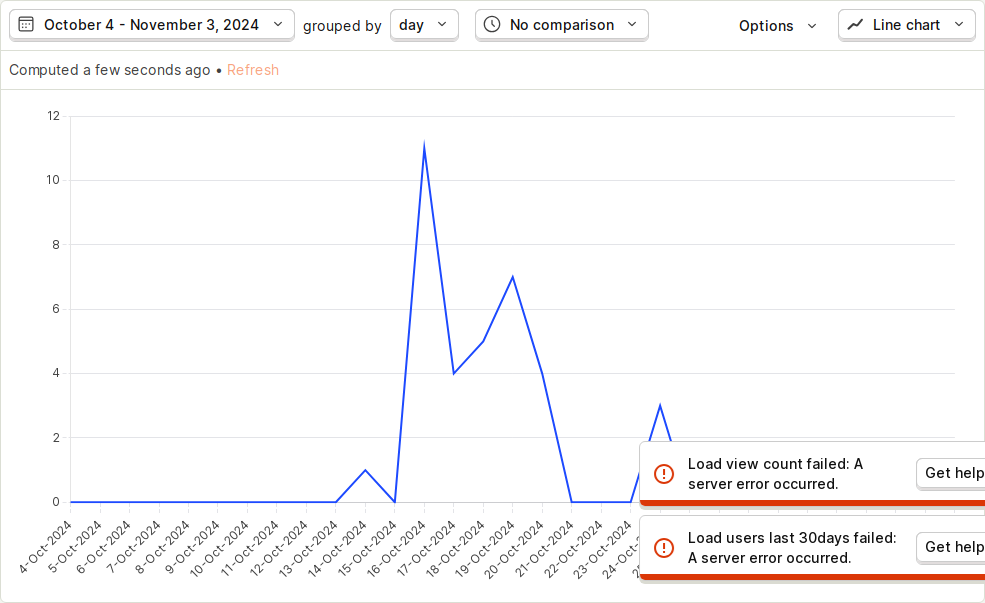 October 4 - November 3, 2024 grouped by day No comparison Options Line chart
Computed a few seconds ago • Refresh
12
10
8
6
4
2
0
4-Oct-2024 5-Oct-2024 6-Oct-2024 7-Oct-2024 8-Oct-2024 9-Oct-2024 10-Oct-2024 11-Oct-2024 12-Oct-2024 13-Oct-2024 14-Oct-2024 15-Oct-2024 16-Oct-2024 17-Oct-2024 18-Oct-2024 19-Oct-2024 20-Oct-2024 21-Oct-2024 22-Oct-2024 23-Oct-2024
Load view count failed: A
server error occurred.
Get help
Load users last 30days failed:
A server error occurred.
Get help